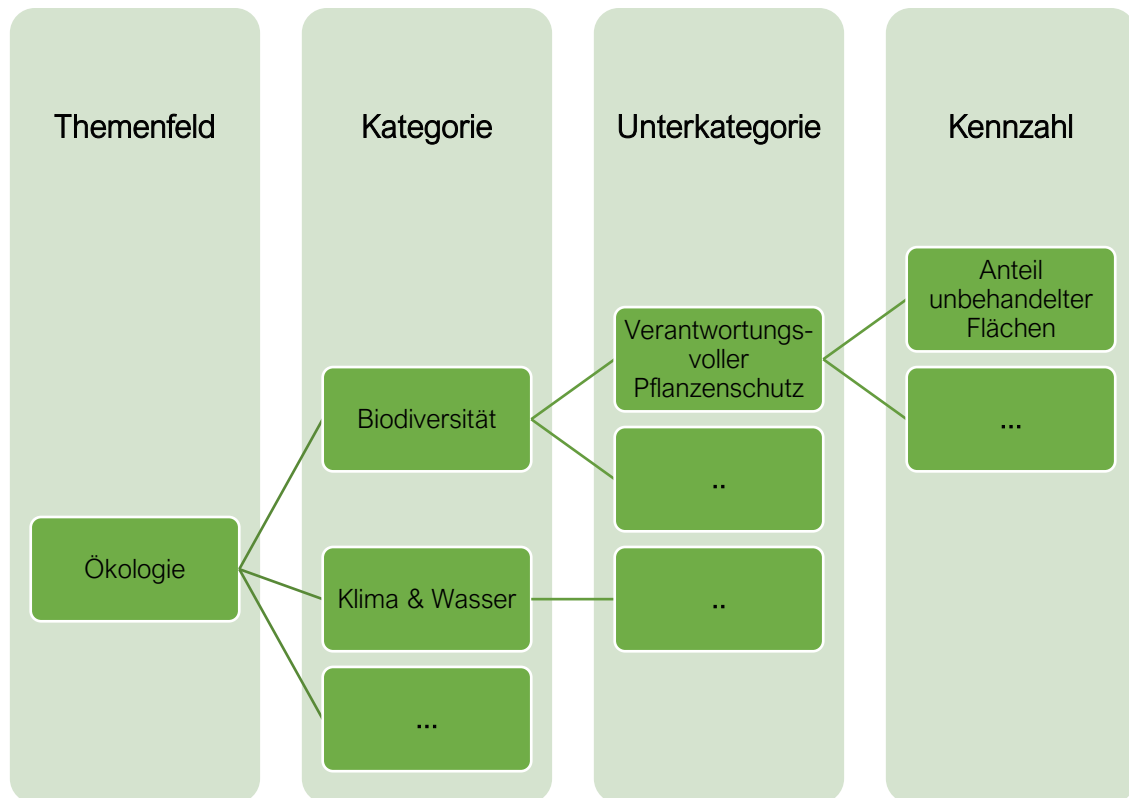 Themenfeld
Kategorie
Unterkategorie
Kennzahl
Anteil
unbehandelter
Flächen
Verantwortungs-
voller
Pflanzenschutz
Biodiversität
...
..
Ökologie
Klima & Wasser
..
...